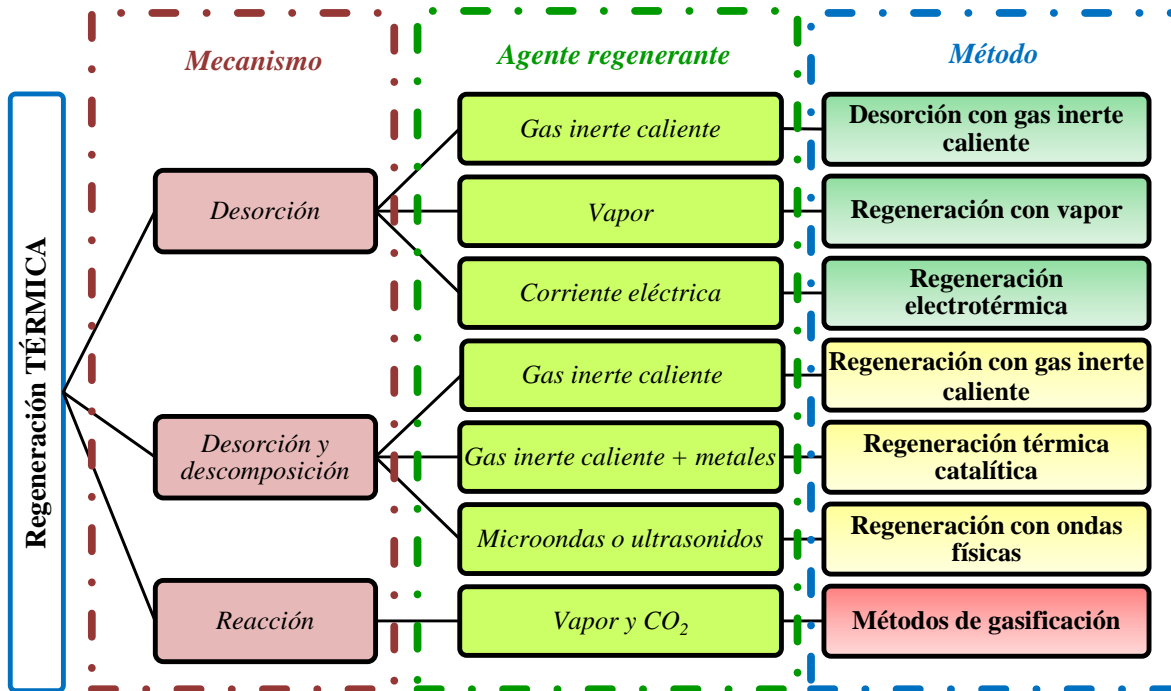 Mecanismo
Agente regenerante
Método
Regeneración TÉRMICA
Desorción
Gas inerte caliente
Desorción con gas inerte
caliente
Vapor
Regeneración con vapor
Corriente eléctrica
Regeneración
electrotérmica
Desorción y
descomposición
Gas inerte caliente
Regeneración con gas inerte
caliente
Gas inerte caliente + metales
Regeneración térmica
catalítica
Microondas o ultrasonidos
Regeneración con ondas
físicas
Reacción
Vapor y CO₂
Métodos de gasificación